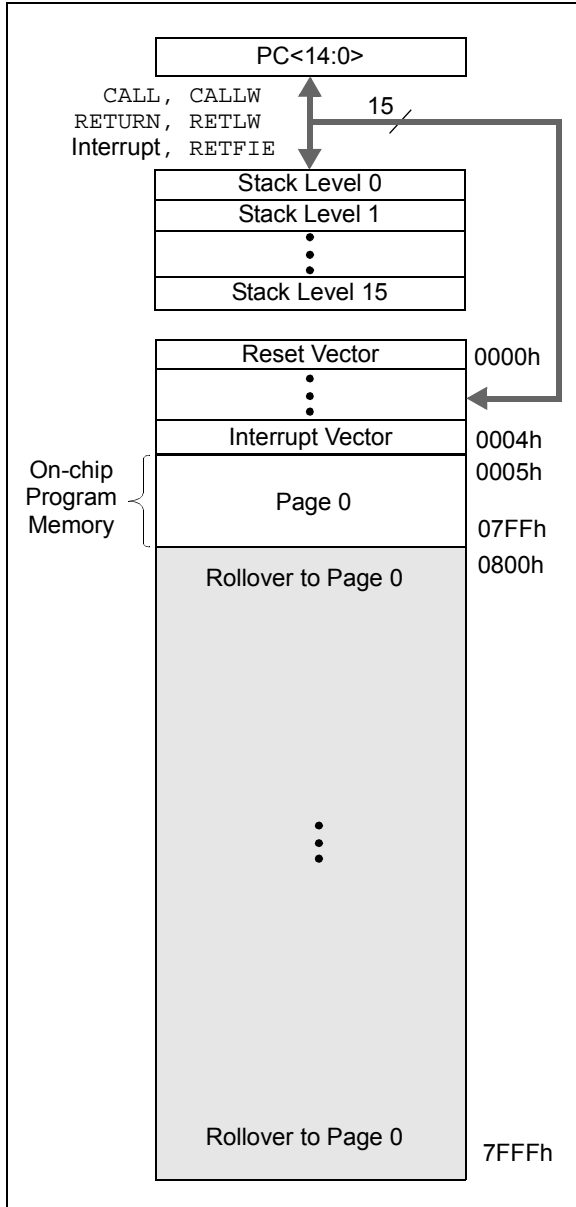 PC<14:0>
CALL, CALLW
RETURN, RETLW
Interrupt, RETFIE
15
Stack Level 0
Stack Level 1
Stack Level 15
Reset Vector
0000h
Interrupt Vector
0004h
On-chip
Program
Memory
Page 0
0005h
07FFh
Rollover to Page 0
0800h
Rollover to Page 0
7FFFh